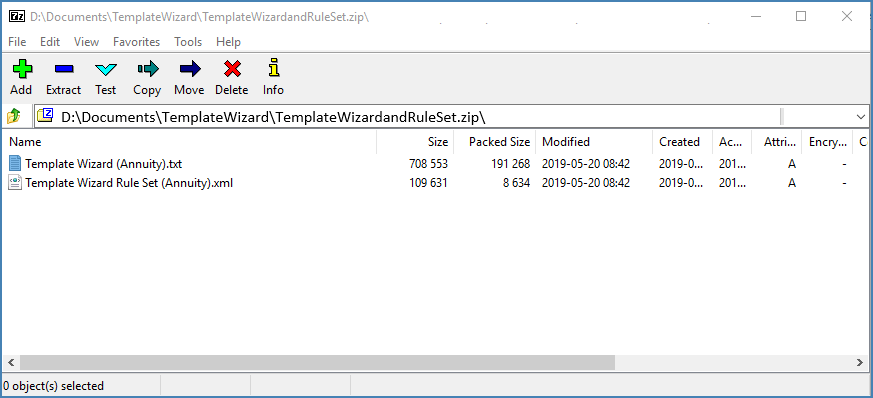 7z D:\Documents\TemplateWizard\TemplateWizardandRuleSet.zip\
File Edit View Favorites Tools Help
Add Extract Test Copy Move Delete Info
D:\Documents\TemplateWizard\TemplateWizardandRuleSet.zip\
Name Size Packed Size Modified Created Ac... Attri... Encry... C
Template Wizard (Annuity).txt 708 553 191 268 2019-05-20 08:42 2019-0... 201... A -
Template Wizard Rule Set (Annuity).xml 109 631 8 634 2019-05-20 08:42 2019-0... 201... A -
0 object(s) selected